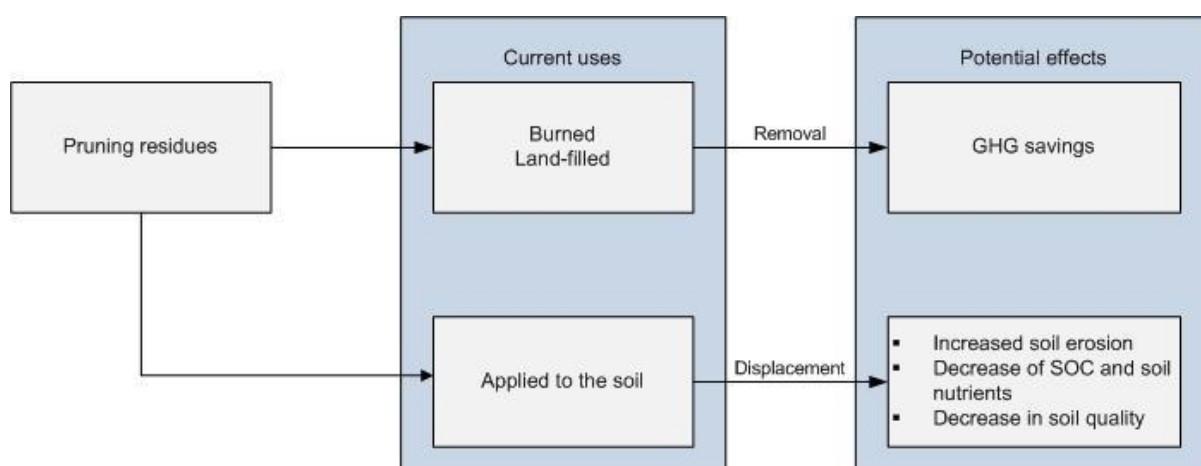 Current uses
Potential effects
Pruning residues
Burned
Land-filled
Removal
GHG savings
Applied to the soil
Displacement
▪ Increased soil erosion
▪ Decrease of SOC and soil
nutrients
▪ Decrease in soil quality